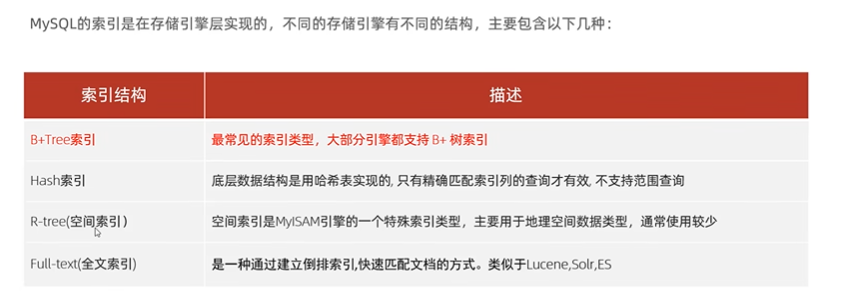 MySQL的索引是在存储引擎层实现的，不同的存储引擎有不同的结构，主要包含以下几种：
索引结构 描述
B+Tree索引 最常见的索引类型，大部分引擎都支持 B+ 树索引
Hash索引 底层数据结构是用哈希表实现的, 只有精确匹配索引列的查询才有效, 不支持范围查询
R-tree(空间索引） 空间索引是MyISAM引擎的一个特殊索引类型，主要用于地理空间数据类型，通常使用较少
Full-text(全文索引) 是一种通过建立倒排索引,快速匹配文档的方式。类似于Lucene,Solr,ES